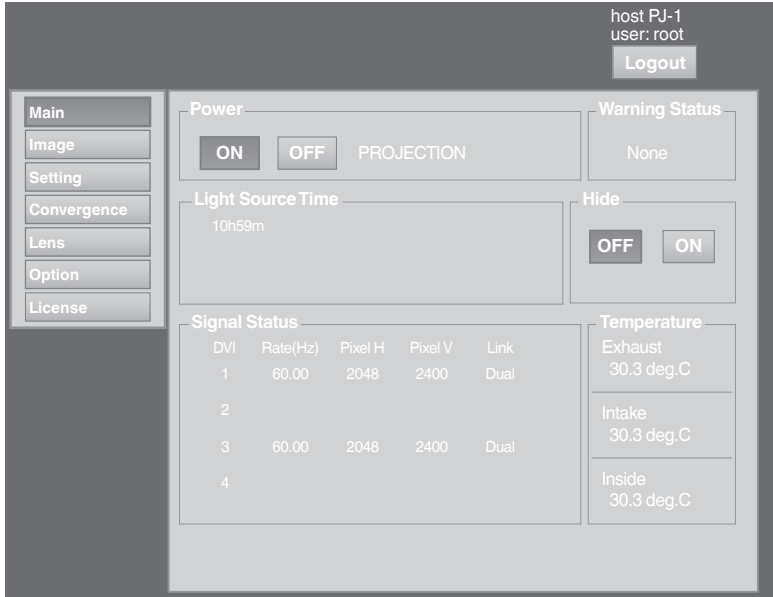 host PJ-1
user: root
Logout
Main
Image
Setting
Convergence
Lens
Option
License
Power
ON OFF PROJECTION
Warning Status
None
Light Source Time
10h59m
Hide
OFF ON
Signal Status
DVI Rate(Hz) Pixel H Pixel V Link
1 60.00 2048 2400 Dual
2
3 60.00 2048 2400 Dual
4
Temperature
Exhaust
30.3 deg.C
Intake
30.3 deg.C
Inside
30.3 deg.C